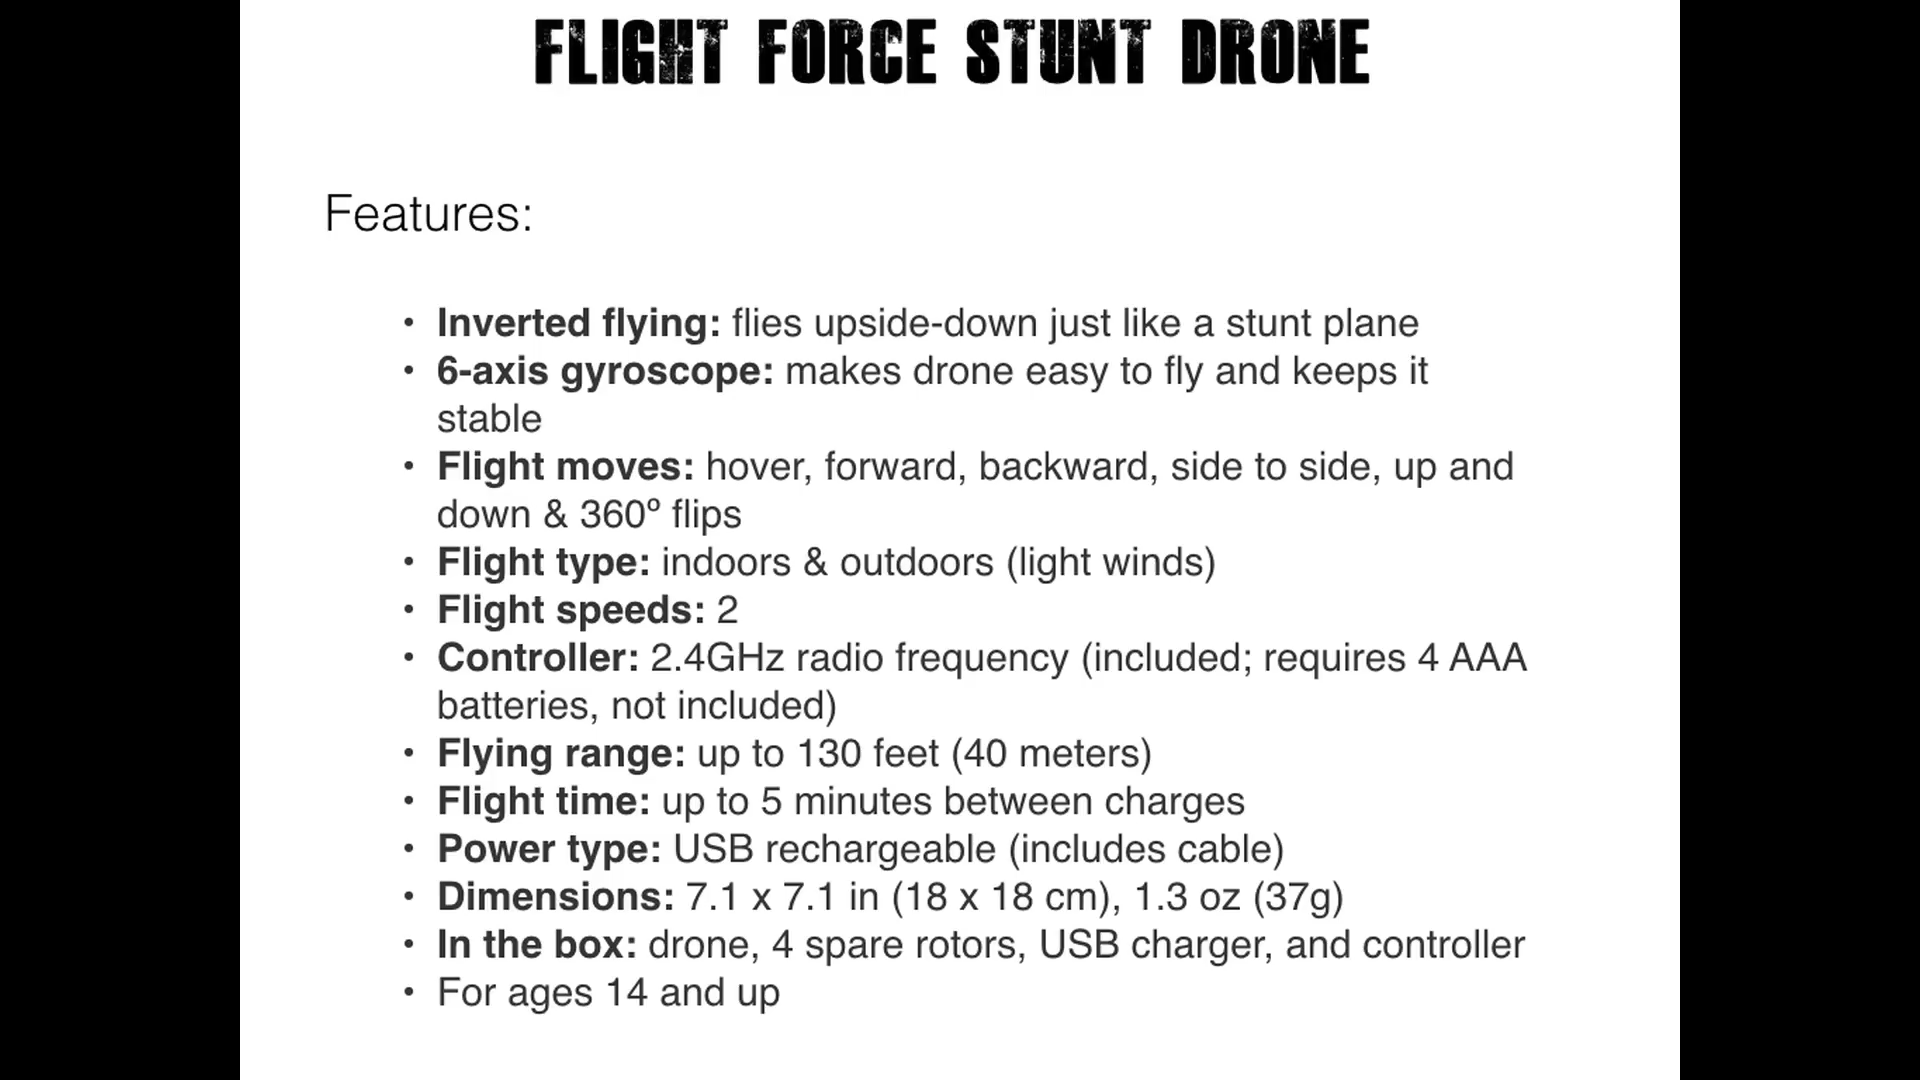 FLIGHT FORCE STUNT DRONE
Features:
• Inverted flying: flies upside-down just like a stunt plane
• 6-axis gyroscope: makes drone easy to fly and keeps it
stable
• Flight moves: hover, forward, backward, side to side, up and
down & 360º flips
• Flight type: indoors & outdoors (light winds)
• Flight speeds: 2
• Controller: 2.4GHz radio frequency (included; requires 4 AAA
batteries, not included)
• Flying range: up to 130 feet (40 meters)
• Flight time: up to 5 minutes between charges
• Power type: USB rechargeable (includes cable)
• Dimensions: 7.1 x 7.1 in (18 x 18 cm), 1.3 oz (37g)
• In the box: drone, 4 spare rotors, USB charger, and controller
• For ages 14 and up